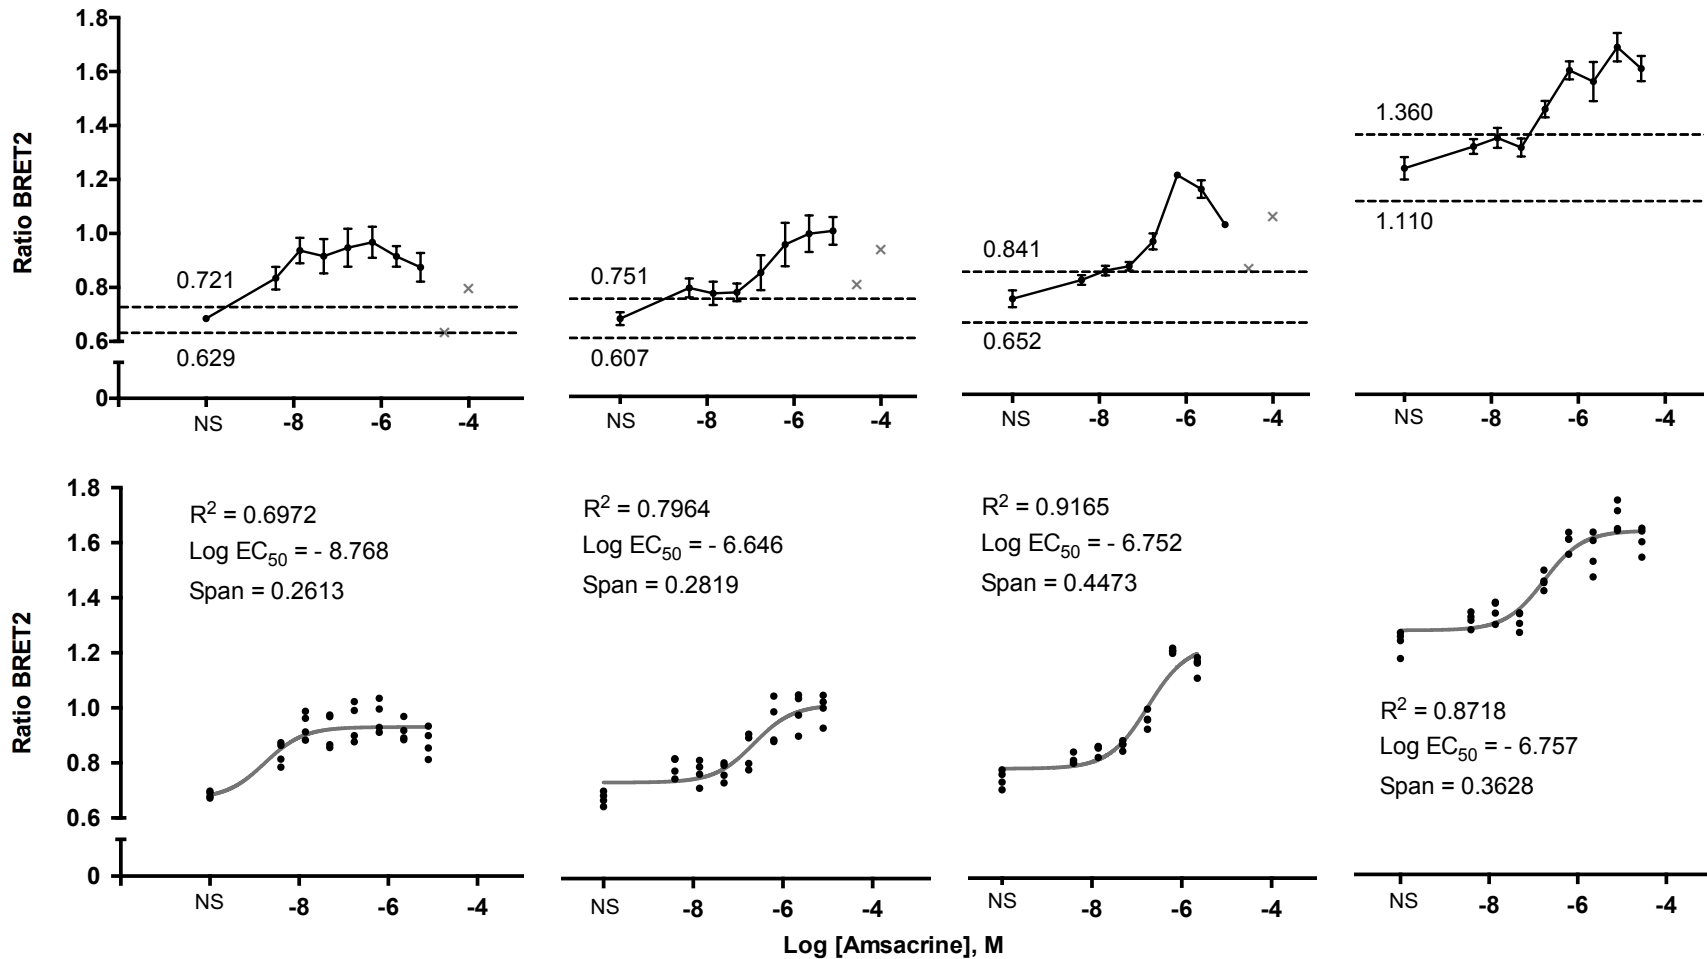 Ratio BRET2
1.8
1.6
1.4
1.2
1.0
0.8
0.6
0
0.721
0.629
NS
-8
-6
-4
0.751
0.607
NS
-8
-6
-4
0.841
0.652
NS
-8
-6
-4
1.360
1.110
NS
-8
-6
-4
Ratio BRET2
1.8
1.6
1.4
1.2
1.0
0.8
0.6
0
R² = 0.6972
Log EC₅₀ = - 8.768
Span = 0.2613
NS
-8
-6
-4
R² = 0.7964
Log EC₅₀ = - 6.646
Span = 0.2819
NS
-8
-6
-4
R² = 0.9165
Log EC₅₀ = - 6.752
Span = 0.4473
NS
-8
-6
-4
R² = 0.8718
Log EC₅₀ = - 6.757
Span = 0.3628
NS
-8
-6
-4
Log [Amsacrine], M